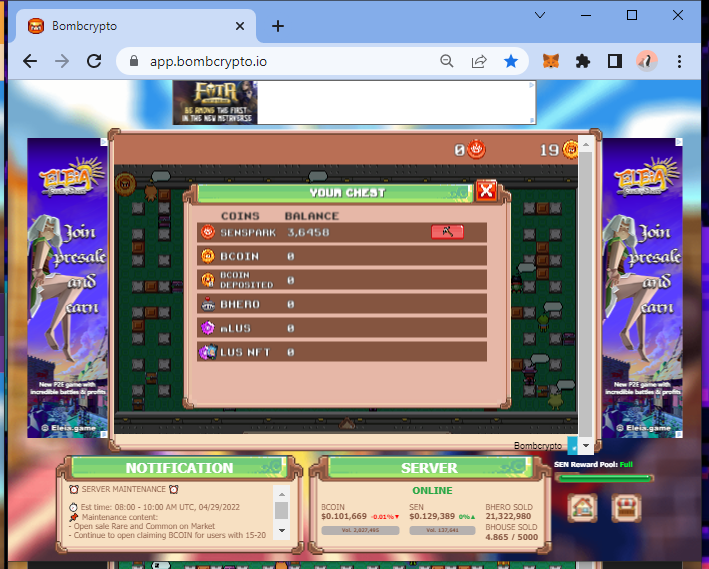 Bombcrypto
app.bombcrypto.io
BE AMONG THE FIRST
IN THE NEW METAVERSE
0 19
ELEIA
Join
presale
and
earn
New P2E game with
incredible battles & profits
© Eleia.game
YOUR CHEST
COINS BALANCE
SENSPARK 3,6458
BCOIN 0
BCOIN
DEPOSITED 0
BHERO 0
mLUS 0
LUS NFT 0
ELEIA
Join
presale
and
earn
New P2E game with
incredible battles & profits
© Eleia.game
Bombcrypto
NOTIFICATION
SERVER MAINTENANCE
Est time: 08:00 - 10:00 AM UTC, 04/29/2022
Maintenance content:
- Open sale Rare and Common on Market
- Continue to open claiming BCOIN for users with 15-20
SERVER
ONLINE
BCOIN SEN BHERO SOLD
$0.101,669 -0.01%▼ $0.129,389 0%▲ 21,322,980
BHOUSE SOLD
4.865 / 5000
SEN Reward Pool: Full